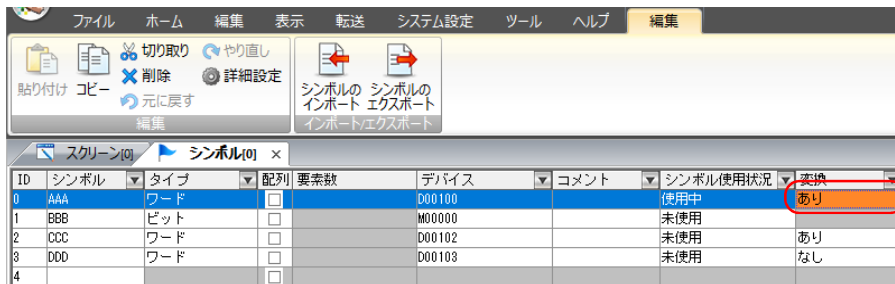 ファイル ホーム 編集 表示 転送 システム設定 ツール ヘルプ 編集
切り取り やり直し
削除 詳細設定
貼り付け コピー 元に戻す
シンボルの インポート シンボルの エクスポート
編集 インポート/エクスポート
スクリーン[0] シンボル[0] ×
ID シンボル タイプ 配列 要素数 デバイス コメント シンボル使用状況 変換
0 AAA ワード D00100 使用中 あり
1 BBB ビット M00000 未使用
2 CCC ワード D00102 未使用 あり
3 DDD ワード D00103 未使用 なし
4